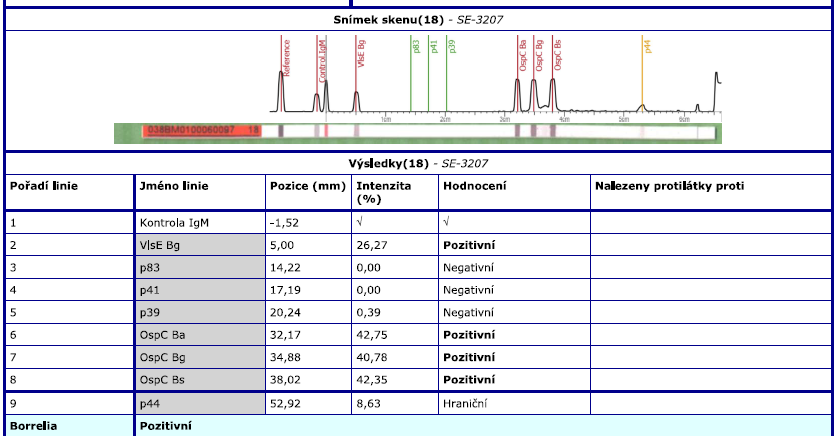 Snímek skenu(18) - SE-3207
Reference
Control IgM
VlsE Bg
p83
p41
p39
OspC Ba
OspC Bg
OspC Bs
p44
1cm 2cm 3cm 4cm 5cm 6cm
038BM0100060097 18
Výsledky(18) - SE-3207
Pořadí linie Jméno linie Pozice (mm) Intenzita (%) Hodnocení Nalezeny protilátky proti
1 Kontrola IgM -1,52 √ √
2 VlsE Bg 5,00 26,27 Pozitivní
3 p83 14,22 0,00 Negativní
4 p41 17,19 0,00 Negativní
5 p39 20,24 0,39 Negativní
6 OspC Ba 32,17 42,75 Pozitivní
7 OspC Bg 34,88 40,78 Pozitivní
8 OspC Bs 38,02 42,35 Pozitivní
9 p44 52,92 8,63 Hraniční
Borrelia Pozitivní